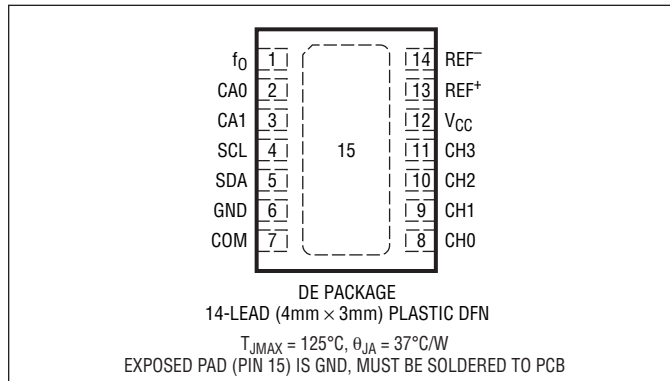 fO 1 14 REF–
CA0 2 13 REF+
CA1 3 12 VCC
SCL 4 15 11 CH3
SDA 5 10 CH2
GND 6 9 CH1
COM 7 8 CH0
DE PACKAGE
14-LEAD (4mm × 3mm) PLASTIC DFN
TJMAX = 125°C, θJA = 37°C/W
EXPOSED PAD (PIN 15) IS GND, MUST BE SOLDERED TO PCB